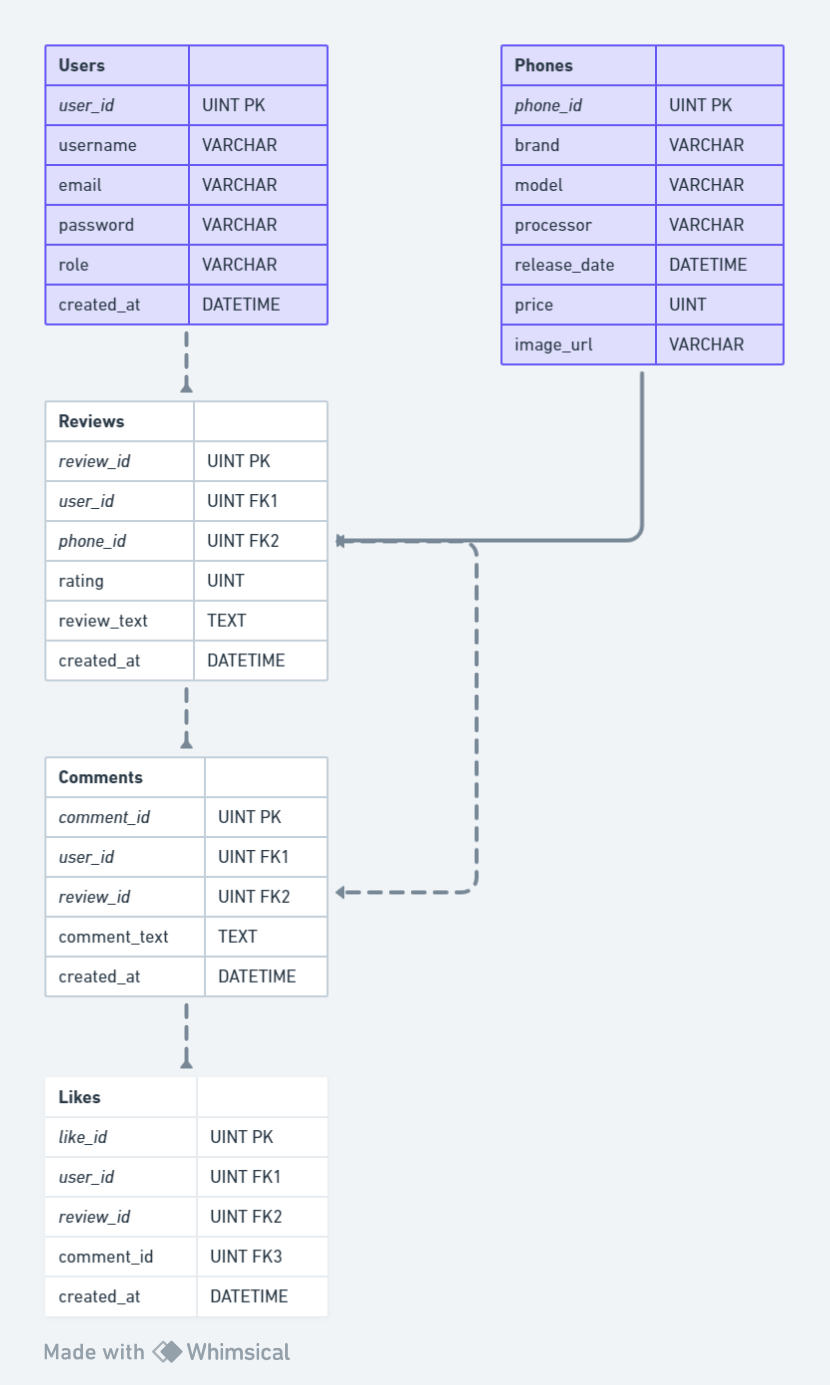 Users
user_id UINT PK
username VARCHAR
email VARCHAR
password VARCHAR
role VARCHAR
created_at DATETIME
Phones
phone_id UINT PK
brand VARCHAR
model VARCHAR
processor VARCHAR
release_date DATETIME
price UINT
image_url VARCHAR
Reviews
review_id UINT PK
user_id UINT FK1
phone_id UINT FK2
rating UINT
review_text TEXT
created_at DATETIME
Comments
comment_id UINT PK
user_id UINT FK1
review_id UINT FK2
comment_text TEXT
created_at DATETIME
Likes
like_id UINT PK
user_id UINT FK1
review_id UINT FK2
comment_id UINT FK3
created_at DATETIME
Made with Whimsical